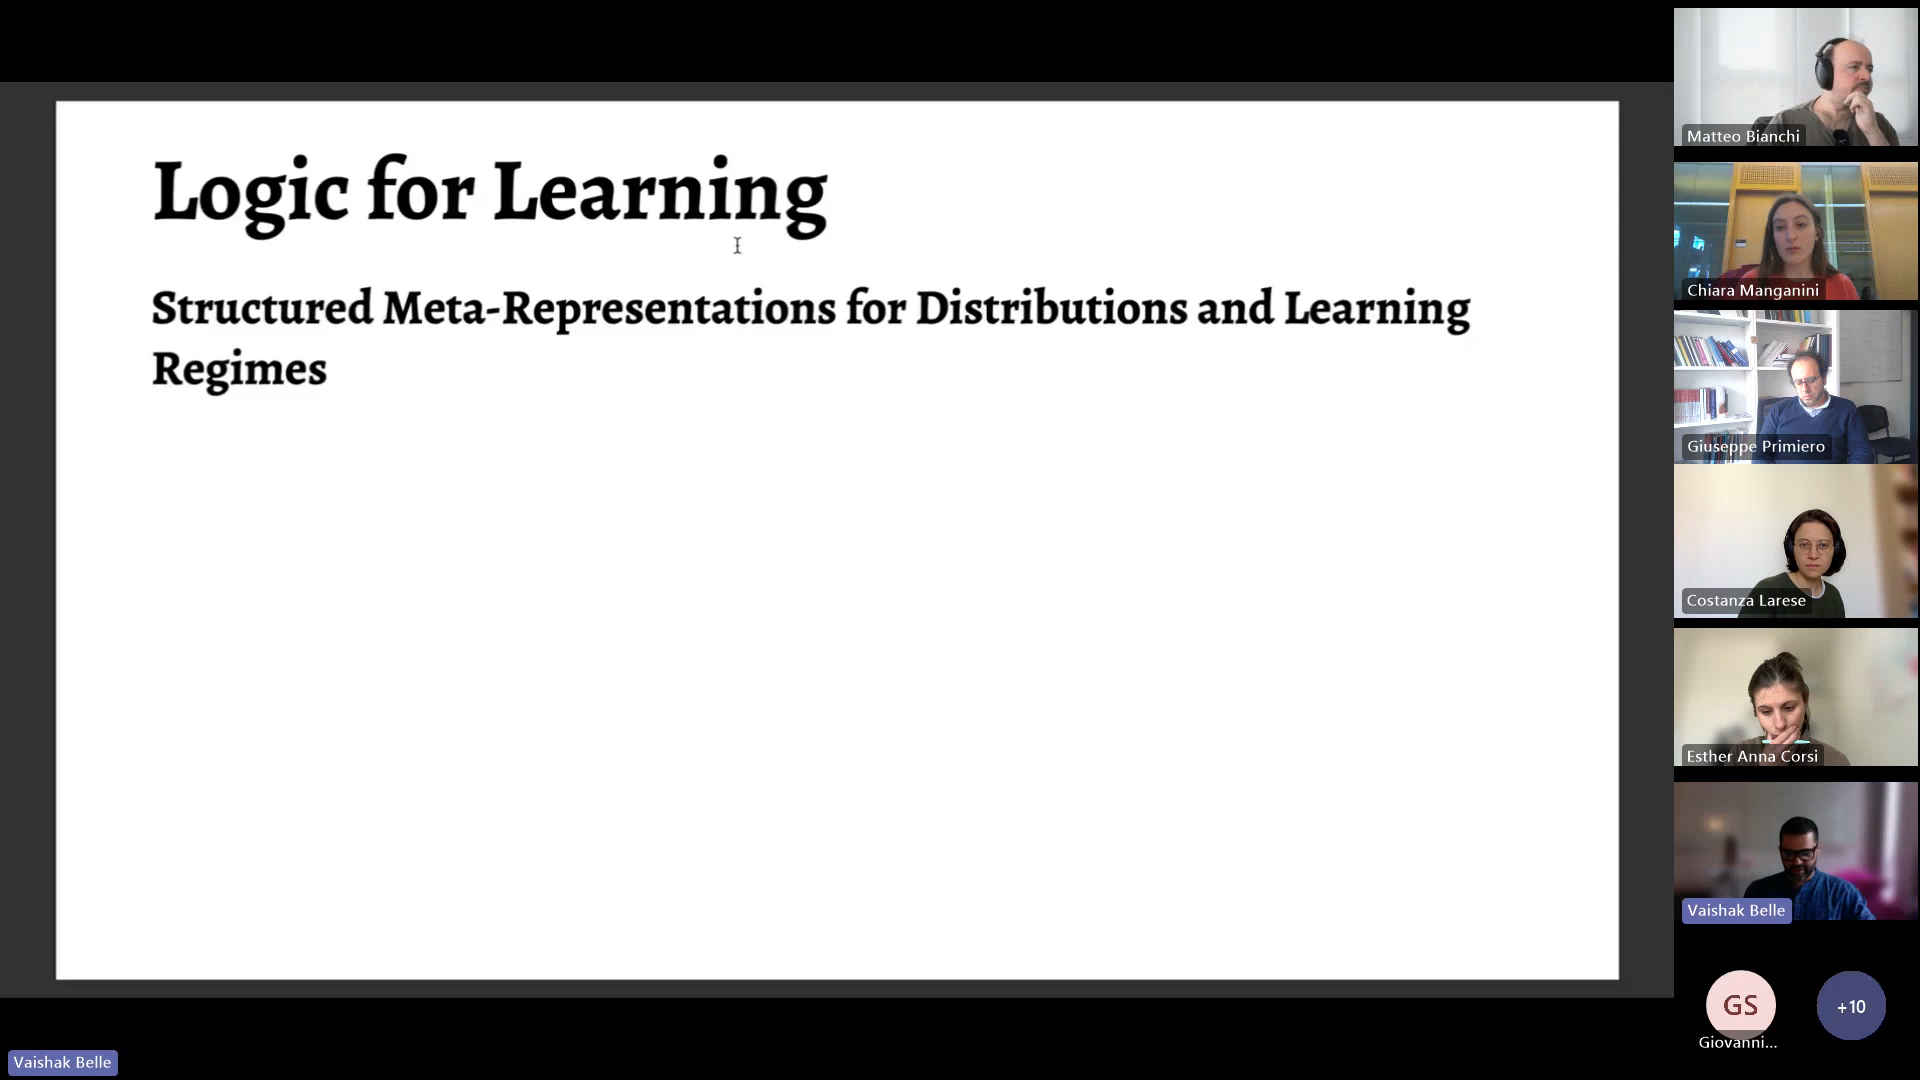 Logic for Learning
Structured Meta-Representations for Distributions and Learning
Regimes
Matteo Bianchi
Chiara Manganini
Giuseppe Primiero
Costanza Larese
Esther Anna Corsi
Vaishak Belle
GS
+10
Giovanni...
Vaishak Belle